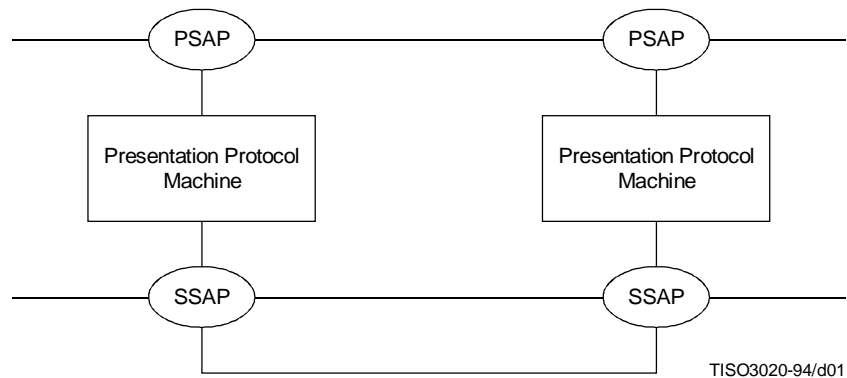 PSAP
PSAP
Presentation Protocol
Machine
Presentation Protocol
Machine
SSAP
SSAP
TISO3020-94/d01